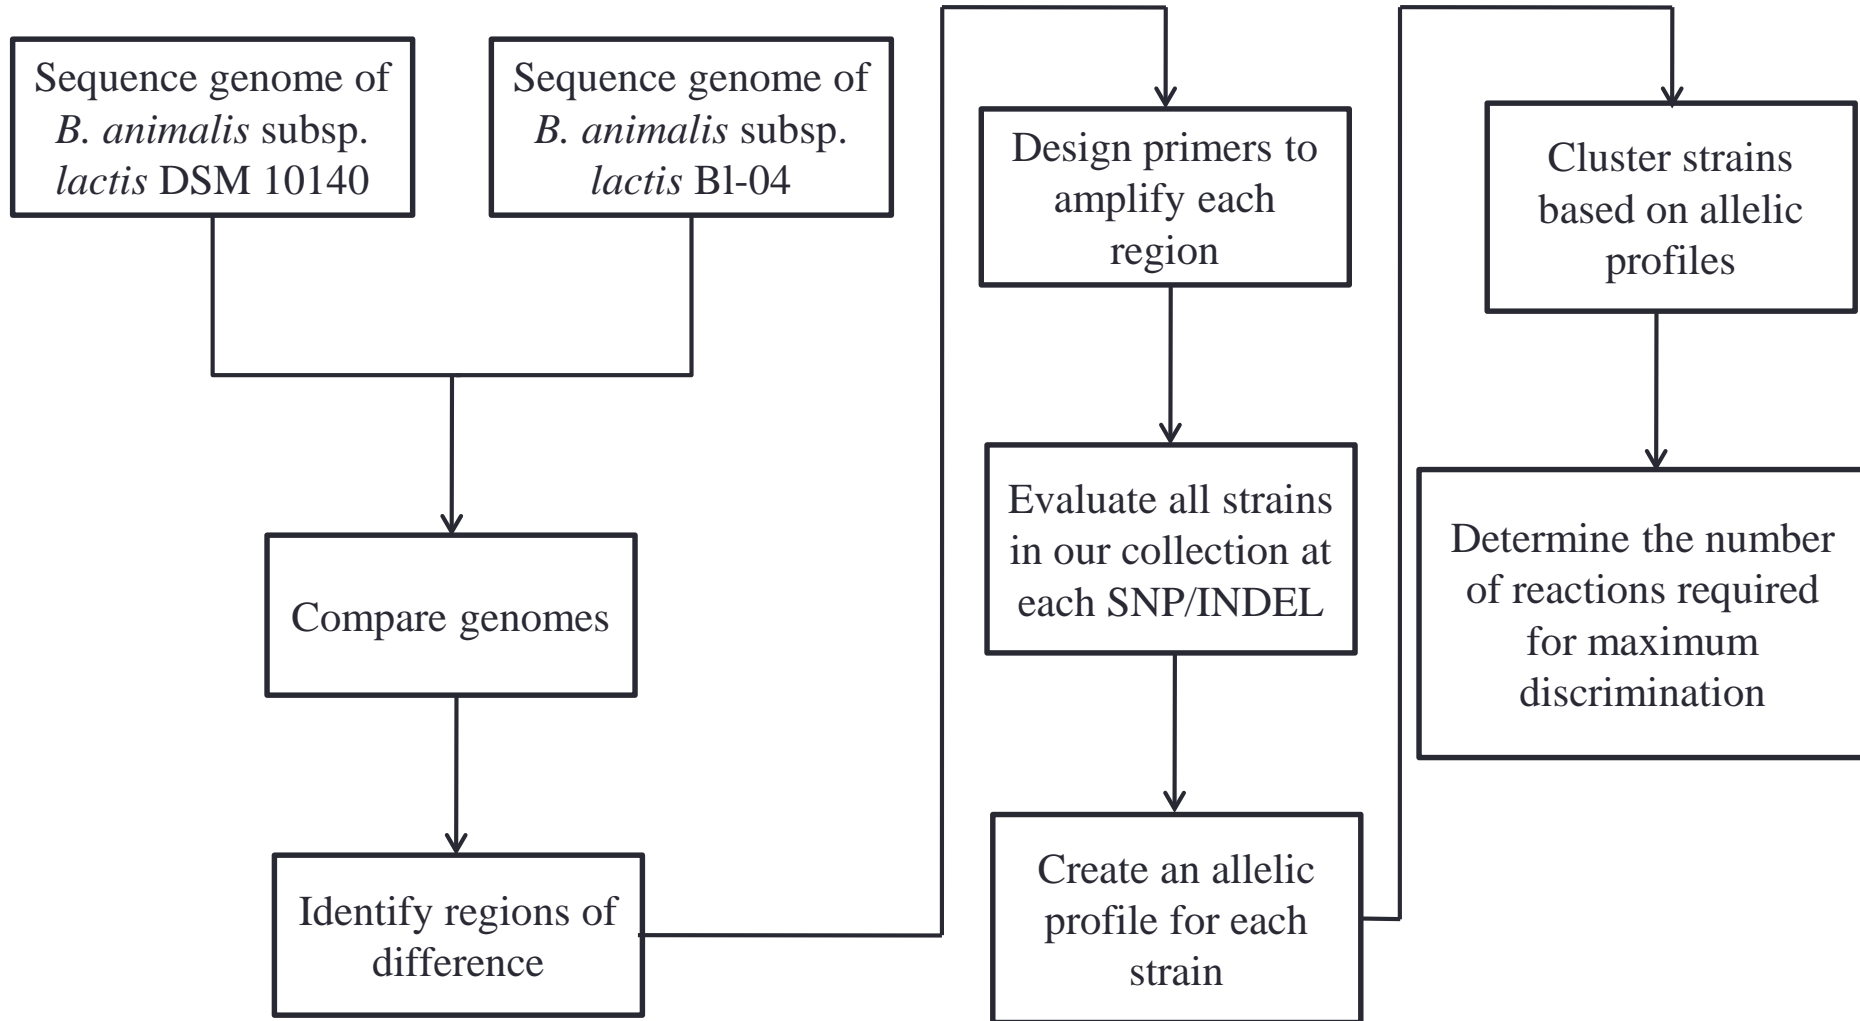 Sequence genome of
B. animalis subsp.
lactis DSM 10140
Sequence genome of
B. animalis subsp.
lactis Bl-04
Compare genomes
Identify regions of
difference
Design primers to
amplify each
region
Evaluate all strains
in our collection at
each SNP/INDEL
Create an allelic
profile for each
strain
Cluster strains
based on allelic
profiles
Determine the number
of reactions required
for maximum
discrimination